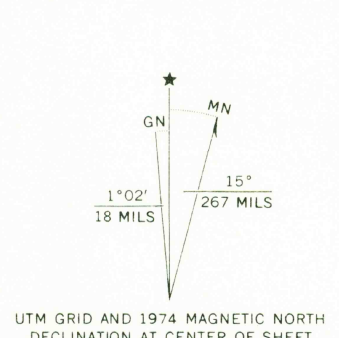 MN
GN
1°02'
18 MILS
15°
267 MILS
UTM GRID AND 1974 MAGNETIC NORTH
DECLINATION AT CENTER OF SHEET